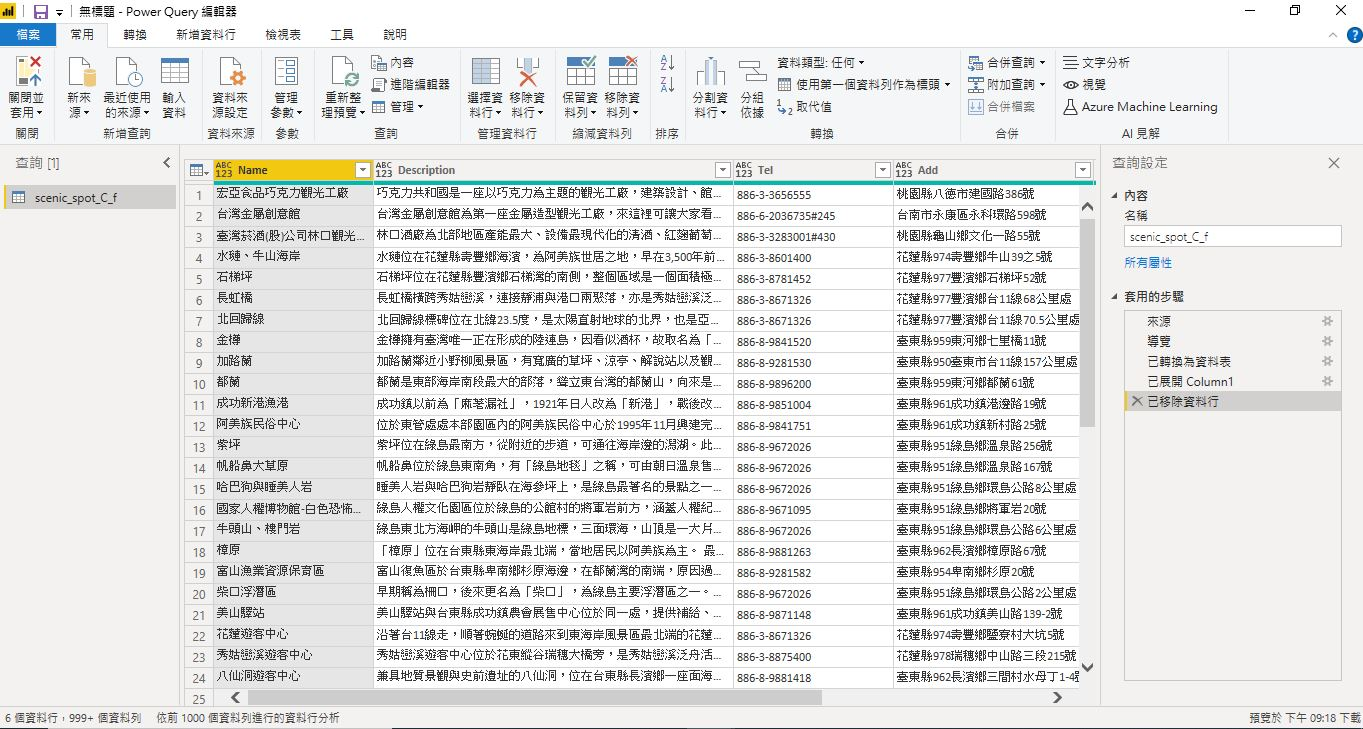 無標題 - Power Query 編輯器
檔案 常用 轉換 新增資料行 檢視表 工具 說明
關閉並套用 新來源 最近使用的來源 輸入資料 資料來源設定 管理參數 重新整理預覽 內容 進階編輯器 管理 選擇資料行 移除資料行 保留資料列 移除資料列 分割資料行 分組依據 資料類型: 任何 使用第一個資料列作為標頭 取代值 合併查詢 附加查詢 合併檔案 文字分析 視覺 Azure Machine Learning
關閉 新增查詢 資料來源 參數 查詢 管理資料行 縮減資料列 排序 轉換 合併 AI 見解
查詢 [1]
scenic_spot_C_f
ABC 123 Name ABC 123 Description ABC 123 Tel ABC 123 Add
1 宏亞食品巧克力觀光工廠 巧克力共和國是一座以巧克力為主題的觀光工廠，建築設計、館... 886-3-3656555 桃園縣八德市建國路386號
2 台灣金屬創意館 台灣金屬創意館為第一座金屬造型觀光工廠，來這裡可讓大家看... 886-6-2036735#245 台南市永康區永科環路598號
3 臺灣菸酒(股)公司林口觀光... 林口酒廠為北部地區產能最大、設備最現代化的清酒、紅麴葡萄... 886-3-3283001#430 桃園縣龜山鄉文化一路55號
4 水璉、牛山海岸 水璉位在花蓮縣壽豐鄉海濱，為阿美族世居之地，早在3,500年前... 886-3-8601400 花蓮縣974壽豐鄉牛山39之5號
5 石梯坪 石梯坪位在花蓮縣豐濱鄉石梯灣的南側，整個區域是一個面積極... 886-3-8781452 花蓮縣977豐濱鄉石梯坪52號
6 長虹橋 長虹橋橫跨秀姑巒溪，連接靜浦與港口兩聚落，亦是秀姑巒溪泛... 886-3-8671326 花蓮縣977豐濱鄉台11線68公里處
7 北回歸線 北回歸線標碑位在北緯23.5度，是太陽直射地球的北界，也是亞... 886-3-8671326 花蓮縣977豐濱鄉台11線70.5公里處
8 金樽 金樽擁有臺灣唯一正在形成的陸連島，因看似酒杯，故取名為「... 886-8-9841520 臺東縣959東河鄉七里橋11號
9 加路蘭 加路蘭鄰近小野柳風景區，有寬廣的草坪、涼亭、解說站以及觀... 886-8-9281530 臺東縣950臺東市台11線157公里處
10 都蘭 都蘭是東部海岸南段最大的部落，聳立東台灣的都蘭山，向來是... 886-8-9896200 臺東縣959東河鄉都蘭61號
11 成功新港漁港 成功鎮以前為「麻荖漏社」，1921年日人改為「新港」，戰後改... 886-8-9851004 臺東縣961成功鎮港邊路19號
12 阿美族民俗中心 位於東管處處本部園區內的阿美族民俗中心於1995年11月興建完... 886-8-9841751 臺東縣961成功鎮新村路25號
13 紫坪 紫坪位在綠島最南方，從附近的步道，可通往海岸邊的潟湖。此... 886-8-9672026 臺東縣951綠島鄉溫泉路256號
14 帆船鼻大草原 帆船鼻位於綠島東南角，有「綠島地毯」之稱，可由朝日溫泉售... 886-8-9672026 臺東縣951綠島鄉溫泉路167號
15 哈巴狗與睡美人岩 睡美人岩與哈巴狗岩靜臥在海參坪上，是綠島最著名的景點之一... 886-8-9672026 臺東縣951綠島鄉環島公路8公里處
16 國家人權博物館-白色恐怖... 綠島人權文化園區位於綠島的公館村的將軍岩前方，涵蓋人權紀... 886-8-9671095 臺東縣951綠島鄉將軍岩20號
17 牛頭山、樓門岩 綠島東北方海岬的牛頭山是綠島地標，三面環海，山頂是一大片... 886-8-9672026 臺東縣951綠島鄉環島公路6公里處
18 樟原 「樟原」位在台東縣東海岸最北端，當地居民以阿美族為主。 最... 886-8-9881263 臺東縣962長濱鄉樟原路67號
19 富山漁業資源保育區 富山復魚區於台東縣卑南鄉杉原海邊，在都蘭灣的南端，原因過... 886-8-9281582 臺東縣954卑南鄉杉原20號
20 柴口浮潛區 早期稱為柵口，後來更名為「柴口」，為綠島主要浮潛區之一。... 886-8-9672026 臺東縣951綠島鄉環島公路2公里處
21 美山驛站 美山驛站與台東縣成功鎮農會展售中心位於同一處，提供補給、... 886-8-9871148 臺東縣961成功鎮美山路139-2號
22 花蓮遊客中心 沿著台11線走，順著蜿蜒的道路來到東海岸風景區最北端的花蓮... 886-3-8671326 花蓮縣974壽豐鄉鹽寮村大坑5號
23 秀姑巒溪遊客中心 秀姑巒溪遊客中心位於花東縱谷瑞穗大橋旁，是秀姑巒溪泛舟活... 886-3-8875400 花蓮縣978瑞穗鄉中山路三段215號
24 八仙洞遊客中心 兼具地質景觀與史前遺址的八仙洞，位在台東縣長濱鄉一座面海... 886-8-9881418 臺東縣962長濱鄉三間村水母丁1-4號
25
查詢設定
內容
名稱
scenic_spot_C_f
所有屬性
套用的步驟
來源
導覽
已轉換為資料表
已展開 Column1
已移除資料行
6 個資料行，999+ 個資料列 依前 1000 個資料列進行的資料行分析 預覽於 下午 09:18 下載